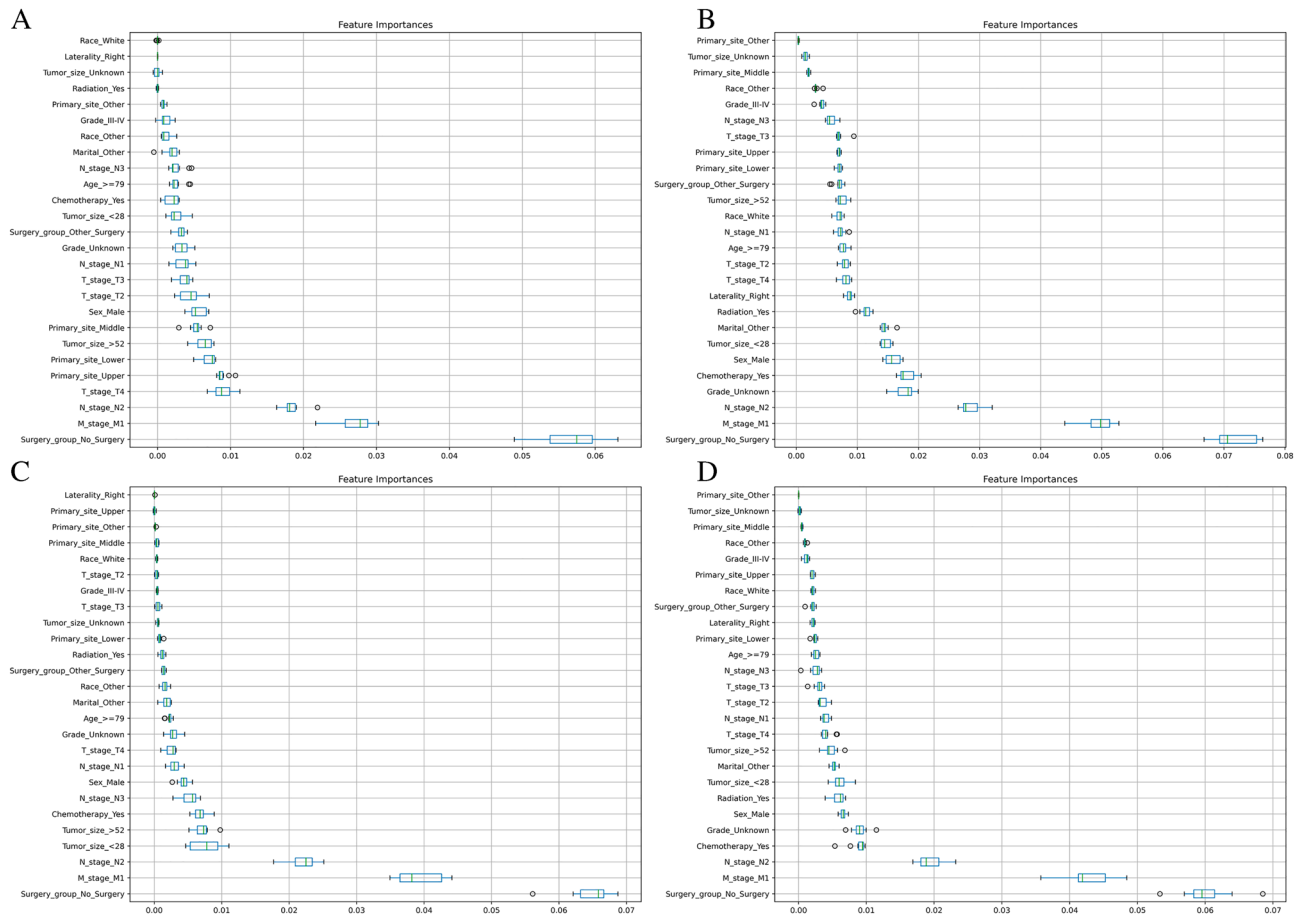 A
Feature Importances
Race_White
Laterality_Right
Tumor_size_Unknown
Radiation_Yes
Primary_site_Other
Grade_III-IV
Race_Other
Marital_Other
N_stage_N3
Age_>=79
Chemotherapy_Yes
Tumor_size_<28
Surgery_group_Other_Surgery
Grade_Unknown
N_stage_N1
T_stage_T3
T_stage_T2
Sex_Male
Primary_site_Middle
Tumor_size_>52
Primary_site_Lower
Primary_site_Upper
T_stage_T4
N_stage_N2
M_stage_M1
Surgery_group_No_Surgery
0.00 0.01 0.02 0.03 0.04 0.05 0.06
B
Feature Importances
Primary_site_Other
Tumor_size_Unknown
Primary_site_Middle
Race_Other
Grade_III-IV
N_stage_N3
T_stage_T3
Primary_site_Upper
Primary_site_Lower
Surgery_group_Other_Surgery
Tumor_size_>52
Race_White
N_stage_N1
Age_>=79
T_stage_T2
T_stage_T4
Laterality_Right
Radiation_Yes
Marital_Other
Tumor_size_<28
Sex_Male
Chemotherapy_Yes
Grade_Unknown
N_stage_N2
M_stage_M1
Surgery_group_No_Surgery
0.00 0.01 0.02 0.03 0.04 0.05 0.06 0.07 0.08
C
Feature Importances
Laterality_Right
Primary_site_Upper
Primary_site_Other
Primary_site_Middle
Race_White
T_stage_T2
Grade_III-IV
T_stage_T3
Tumor_size_Unknown
Primary_site_Lower
Radiation_Yes
Surgery_group_Other_Surgery
Race_Other
Marital_Other
Age_>=79
Grade_Unknown
T_stage_T4
N_stage_N1
Sex_Male
N_stage_N3
Chemotherapy_Yes
Tumor_size_>52
Tumor_size_<28
N_stage_N2
M_stage_M1
Surgery_group_No_Surgery
0.00 0.01 0.02 0.03 0.04 0.05 0.06 0.07
D
Feature Importances
Primary_site_Other
Tumor_size_Unknown
Primary_site_Middle
Race_Other
Grade_III-IV
Primary_site_Upper
Race_White
Surgery_group_Other_Surgery
Laterality_Right
Primary_site_Lower
Age_>=79
N_stage_N3
T_stage_T3
T_stage_T2
N_stage_N1
T_stage_T4
Tumor_size_>52
Marital_Other
Tumor_size_<28
Radiation_Yes
Sex_Male
Grade_Unknown
Chemotherapy_Yes
N_stage_N2
M_stage_M1
Surgery_group_No_Surgery
0.00 0.01 0.02 0.03 0.04 0.05 0.06 0.07